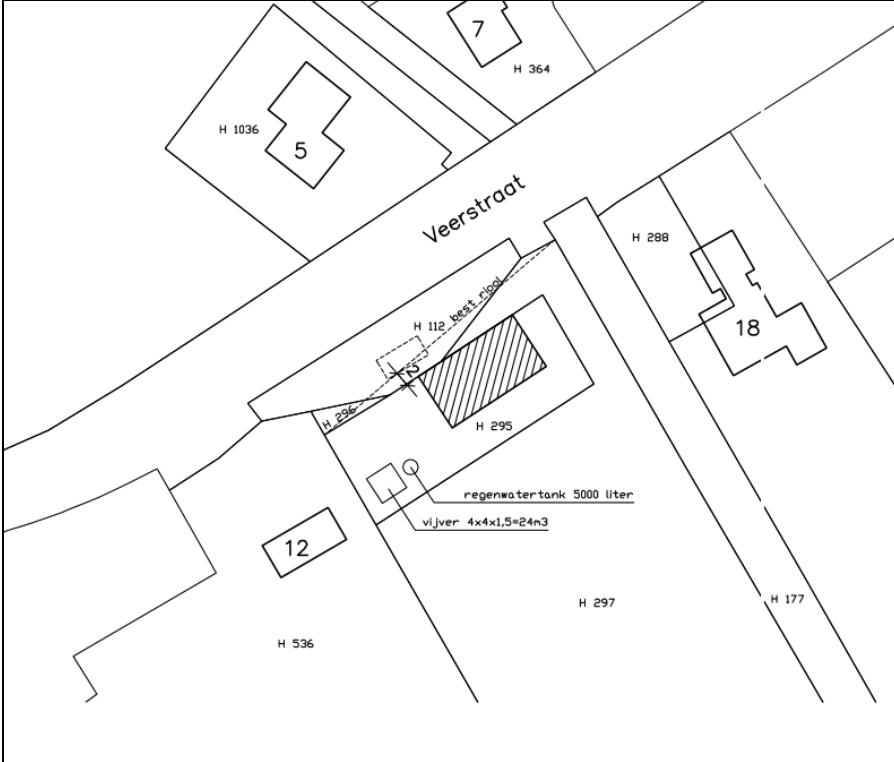 7
H 364
H 1036
5
Veerstraat
H 288
best riool
H 112
18
2
H 296
H 295
regenwatertank 5000 liter
vijver 4x4x1,5=24m3
12
H 297
H 177
H 536